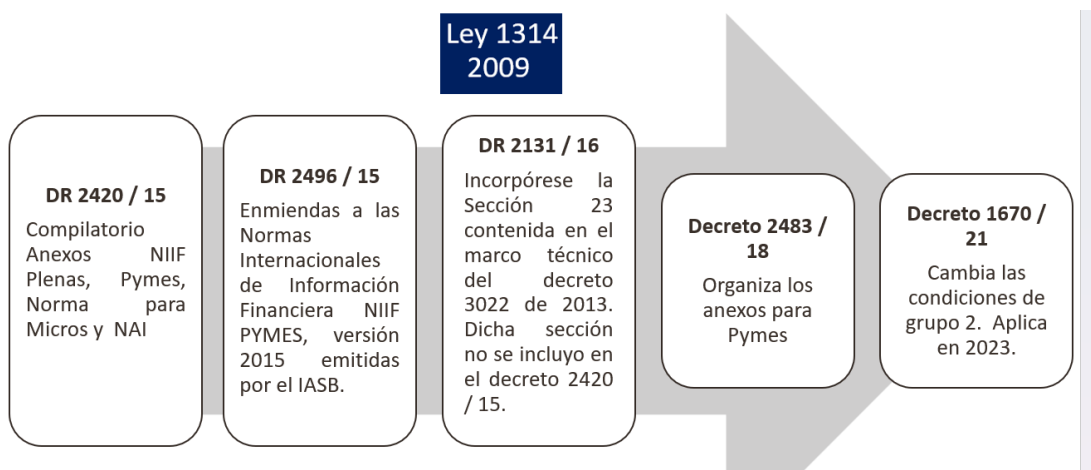 Ley 1314
2009
DR 2420 / 15
Compilatorio
Anexos NIIF
Plenas, Pymes,
Norma para
Micros y NAI
DR 2496 / 15
Enmiendas a las
Normas
Internacionales
de Información
Financiera NIIF
PYMES, versión
2015 emitidas
por el IASB.
DR 2131 / 16
Incorpórese la
Sección 23
contenida en el
marco técnico
del decreto
3022 de 2013.
Dicha sección
no se incluyo en
el decreto 2420
/ 15.
Decreto 2483 /
18
Organiza los
anexos para
Pymes
Decreto 1670 /
21
Cambia las
condiciones de
grupo 2. Aplica
en 2023.